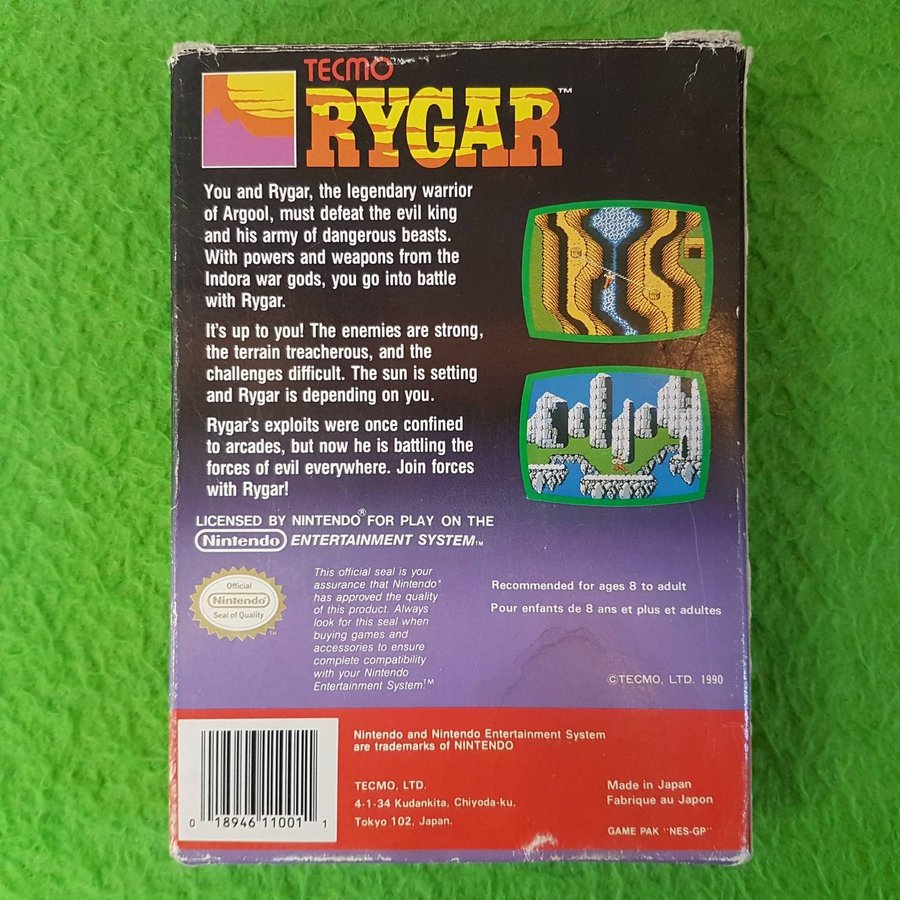 TECMO
RYGAR™
You and Rygar, the legendary warrior
of Argool, must defeat the evil king
and his army of dangerous beasts.
With powers and weapons from the
Indora war gods, you go into battle
with Rygar.
It's up to you! The enemies are strong,
the terrain treacherous, and the
challenges difficult. The sun is setting
and Rygar is depending on you.
Rygar's exploits were once confined
to arcades, but now he is battling the
forces of evil everywhere. Join forces
with Rygar!
LICENSED BY NINTENDO® FOR PLAY ON THE
Nintendo ENTERTAINMENT SYSTEM™
Official
Nintendo
Seal of Quality
™
This official seal is your
assurance that Nintendo®
has approved the quality
of this product. Always
look for this seal when
buying games and
accessories to ensure
complete compatibility
with your Nintendo
Entertainment System™
Recommended for ages 8 to adult
Pour enfants de 8 ans et plus et adultes
©TECMO, LTD. 1990
0 18946 11001 1
Nintendo and Nintendo Entertainment System
are trademarks of NINTENDO
TECMO, LTD.
4-1-34 Kudankita, Chiyoda-ku,
Tokyo 102, Japan.
Made in Japan
Fabrique au Japon
GAME PAK "NES-GP"